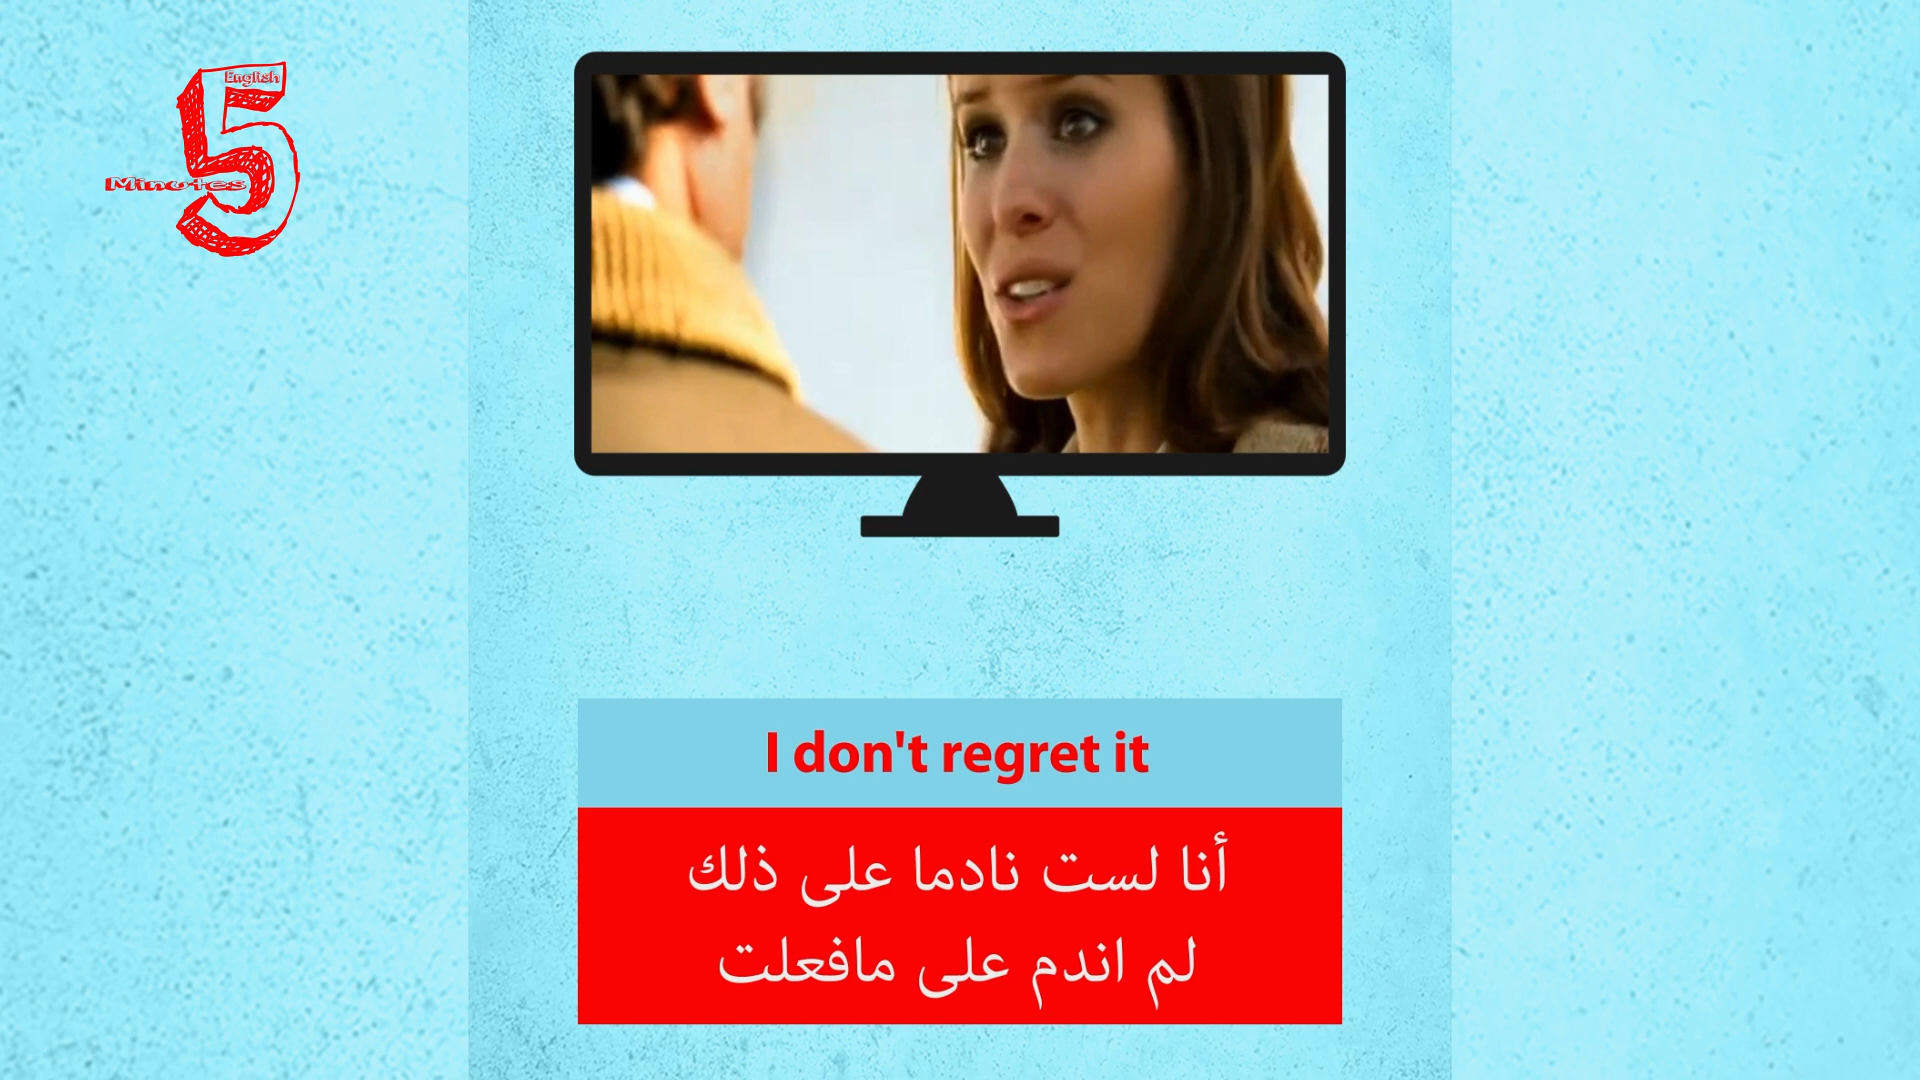 English
5
Minutes
I don't regret it
أنا لست نادما على ذلك
لم اندم على مافعلت